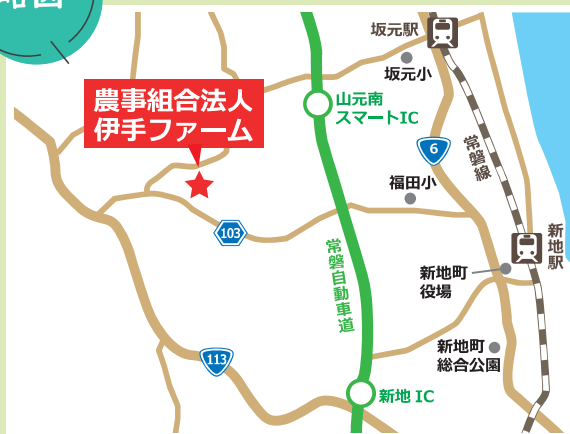 略図
坂元駅
坂元小
農事組合法人
伊手ファーム
山元南
スマートIC
6
常磐線
福田小
103
新地駅
常磐自動車道
新地町
役場
新地町
総合公園
113
新地 IC